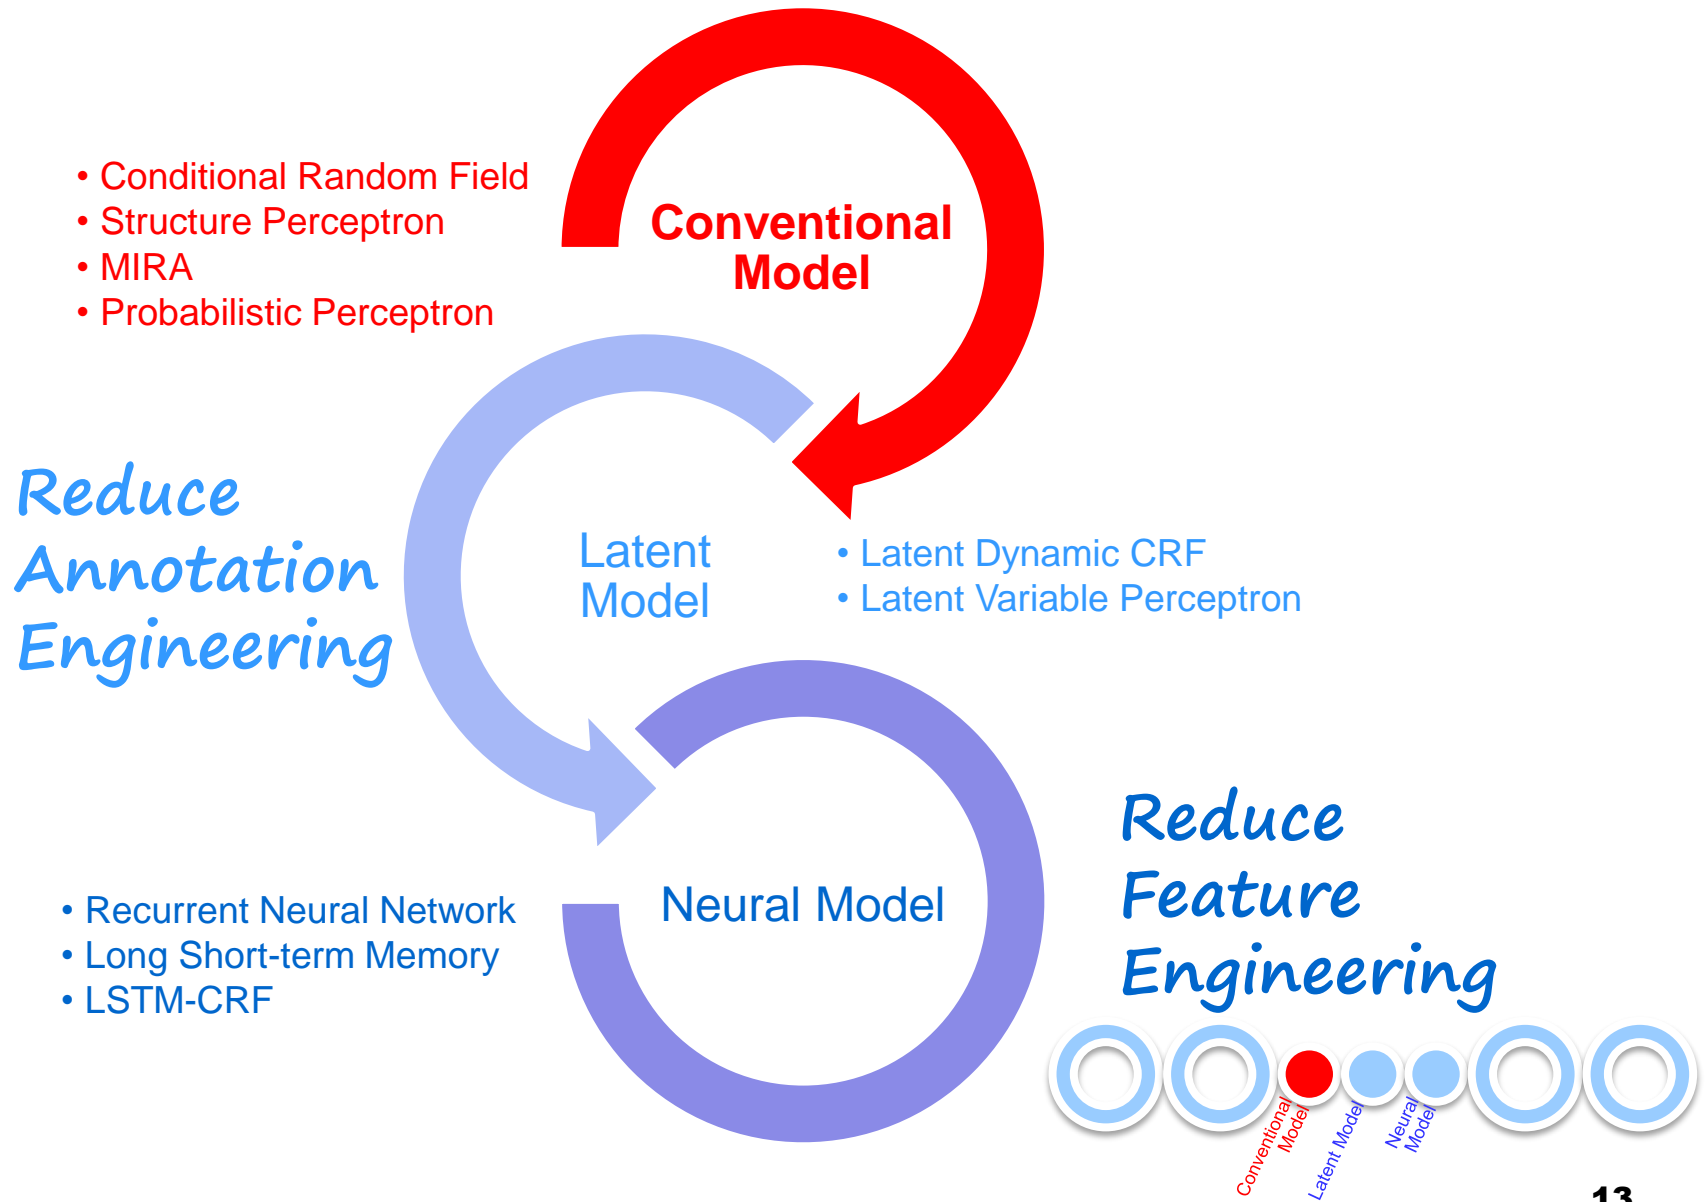 • Conditional Random Field
• Structure Perceptron
• MIRA
• Probabilistic Perceptron
Conventional
Model
Reduce
Annotation
Engineering
Latent
Model
• Latent Dynamic CRF
• Latent Variable Perceptron
• Recurrent Neural Network
• Long Short-term Memory
• LSTM-CRF
Neural Model
Reduce
Feature
Engineering
Conventional
Model
Latent Model
Neural
Model
13